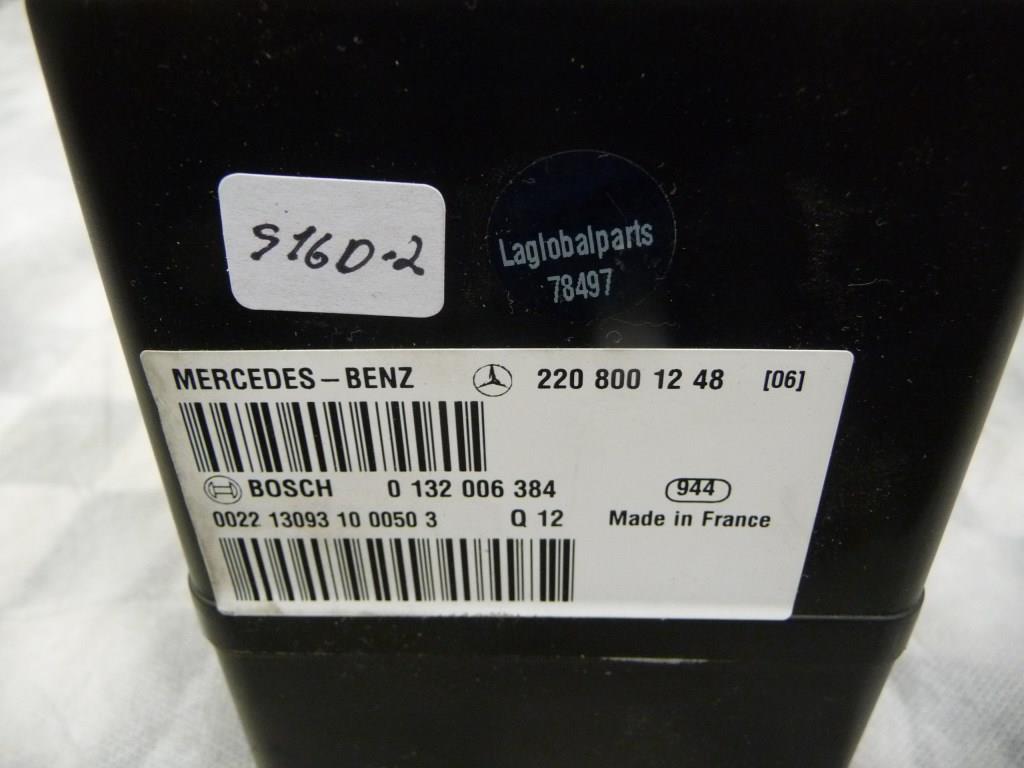 S16D-2
Laglobalparts
78497
MERCEDES-BENZ 220 800 12 48 [06]
BOSCH 0 132 006 384 944
0022 13093 10 0050 3 Q 12 Made in France